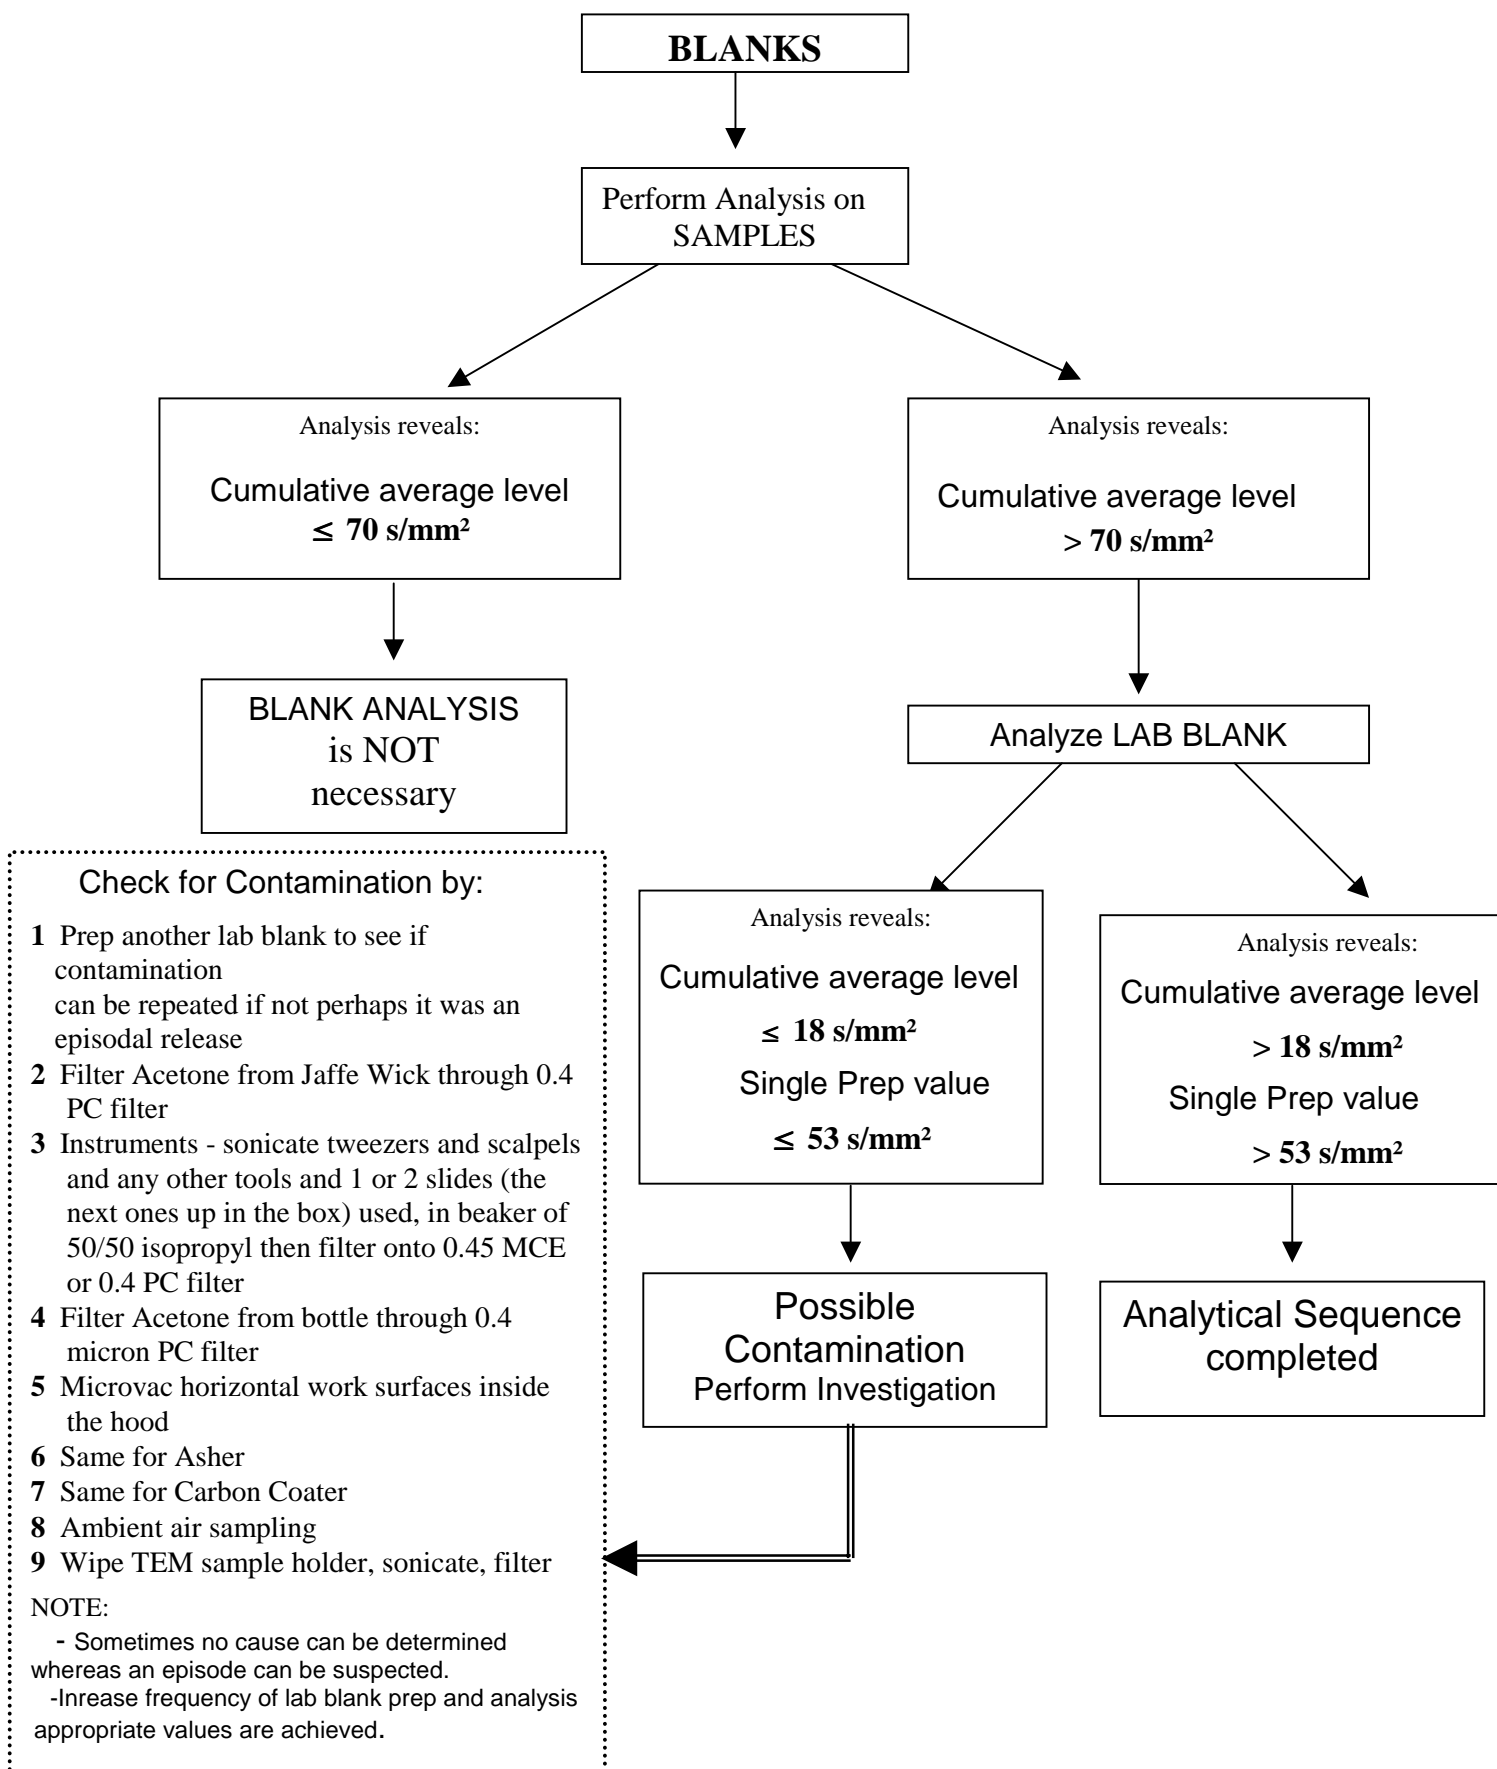 BLANKS
Perform Analysis on
SAMPLES
Analysis reveals:
Cumulative average level
≤ 70 s/mm²
Analysis reveals:
Cumulative average level
> 70 s/mm²
BLANK ANALYSIS
is NOT
necessary
Analyze LAB BLANK
Analysis reveals:
Cumulative average level
≤ 18 s/mm²
Single Prep value
≤ 53 s/mm²
Analysis reveals:
Cumulative average level
> 18 s/mm²
Single Prep value
> 53 s/mm²
Possible
Contamination
Perform Investigation
Analytical Sequence
completed
Check for Contamination by:
1 Prep another lab blank to see if
contamination
can be repeated if not perhaps it was an
episodal release
2 Filter Acetone from Jaffe Wick through 0.4
PC filter
3 Instruments - sonicate tweezers and scalpels
and any other tools and 1 or 2 slides (the
next ones up in the box) used, in beaker of
50/50 isopropyl then filter onto 0.45 MCE
or 0.4 PC filter
4 Filter Acetone from bottle through 0.4
micron PC filter
5 Microvac horizontal work surfaces inside
the hood
6 Same for Asher
7 Same for Carbon Coater
8 Ambient air sampling
9 Wipe TEM sample holder, sonicate, filter
NOTE:
- Sometimes no cause can be determined
whereas an episode can be suspected.
-Inrease frequency of lab blank prep and analysis
appropriate values are achieved.